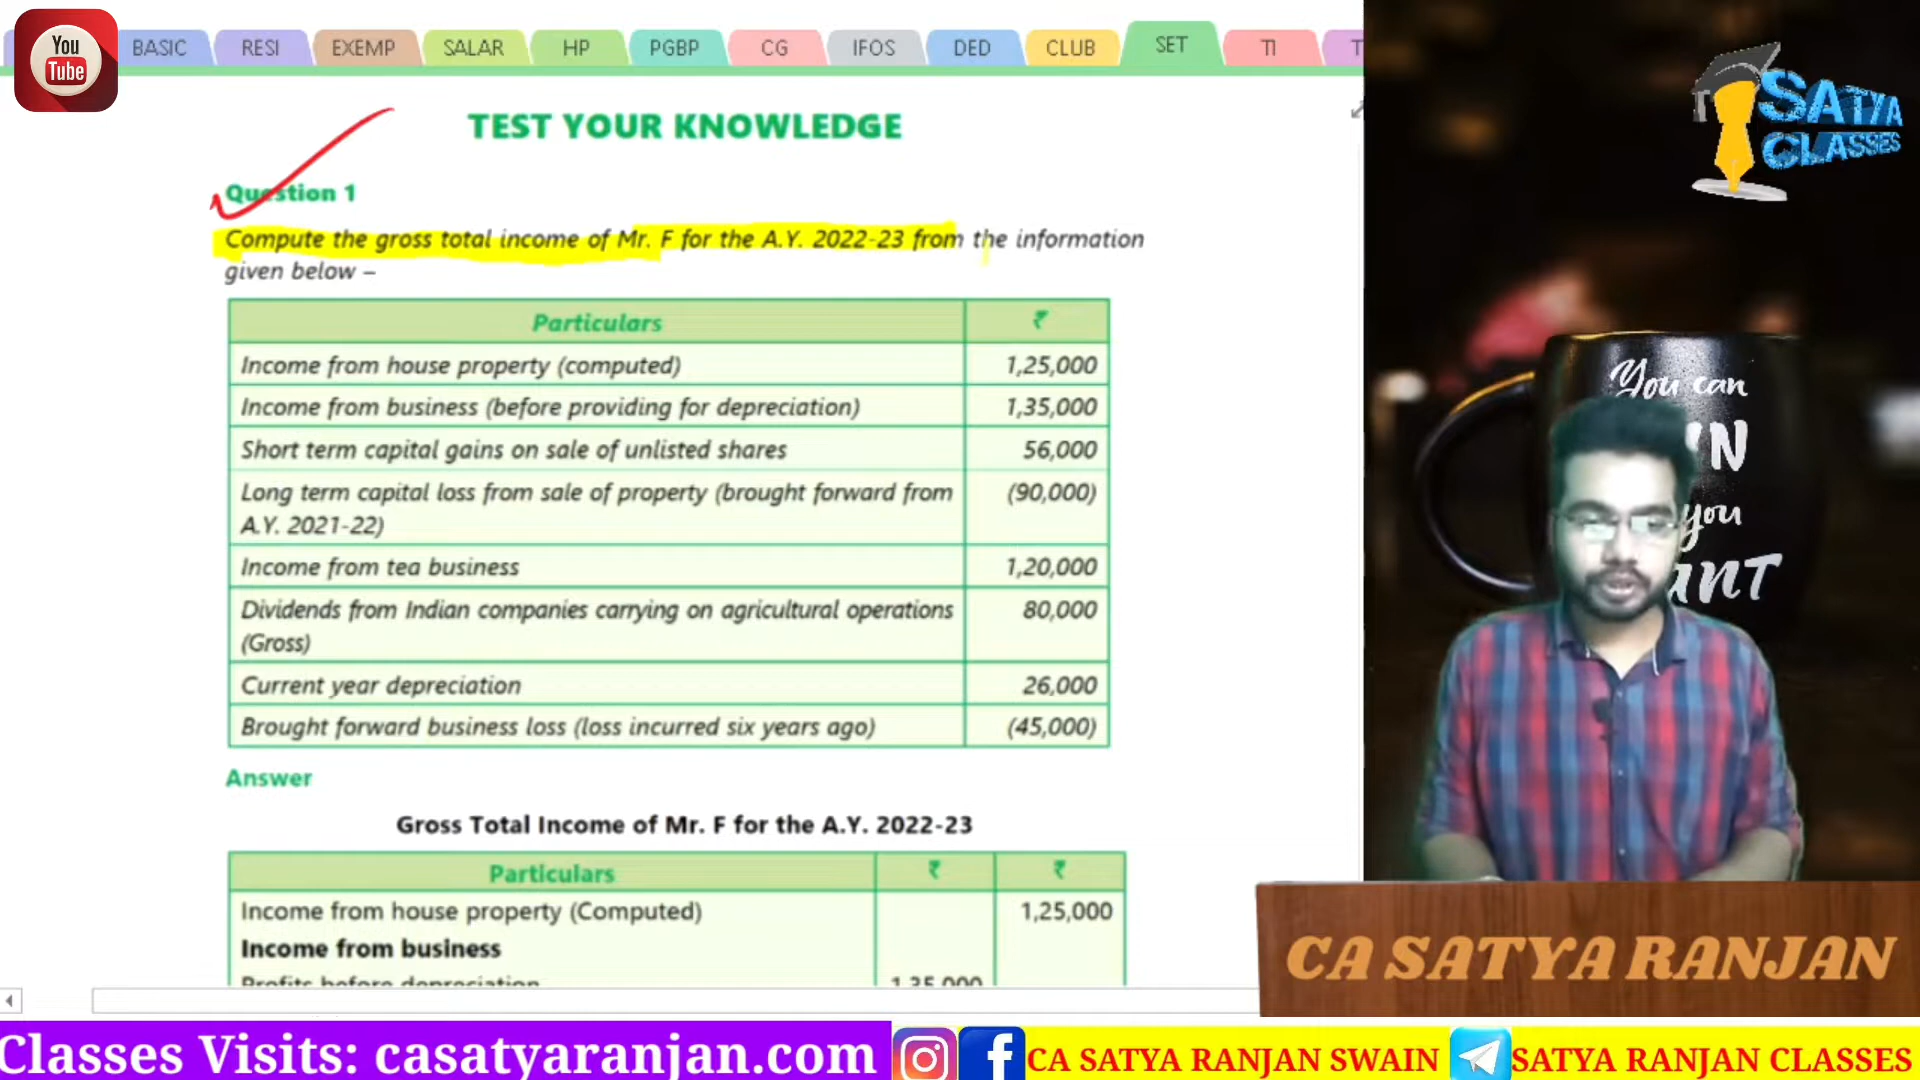 You
Tube
BASIC RESI EXEMP SALAR HP PGBP CG IFOS DED CLUB SET TI T
SATYA
CLASSES
TEST YOUR KNOWLEDGE
Question 1
Compute the gross total income of Mr. F for the A.Y. 2022-23 from the information
given below –
Particulars ₹
Income from house property (computed) 1,25,000
Income from business (before providing for depreciation) 1,35,000
Short term capital gains on sale of unlisted shares 56,000
Long term capital loss from sale of property (brought forward from (90,000)
A.Y. 2021-22)
Income from tea business 1,20,000
Dividends from Indian companies carrying on agricultural operations 80,000
(Gross)
Current year depreciation 26,000
Brought forward business loss (loss incurred six years ago) (45,000)
Answer
Gross Total Income of Mr. F for the A.Y. 2022-23
Particulars ₹ ₹
Income from house property (Computed) 1,25,000
Income from business
Profits before depreciation 1,35,000
You can
you
CA SATYA RANJAN
Classes Visits: casatyaranjan.com
CA SATYA RANJAN SWAIN
SATYA RANJAN CLASSES